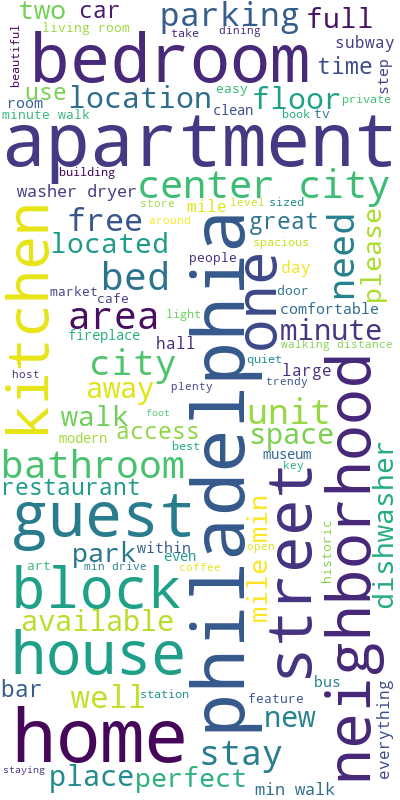 two
car
parking
full
living room
take
dining
beautiful
bedroom
subway
time
step
use
location
easy
floor
private
room
minute walk
clean
book
tv
apartment
building
washer dryer
center city
free
store
mile
level
sized
great
around
need
please
kitchen
located
philadelphia
one
spacious
bed
people
day
market
cafe
area
door
comfortable
light
minute
fireplace
hall
walking distance
city
quiet
host
away
plenty
trendy
large
neighborhood
walk
foot
unit
modern
access
space
bathroom
best
museum
dishwasher
restaurant
key
street
guest
mile min
historic
park
within
even
open
art
min drive
coffee
block
available
house
bar
well
station
feature
bus
everything
home
new
stay
staying
place
perfect
min walk